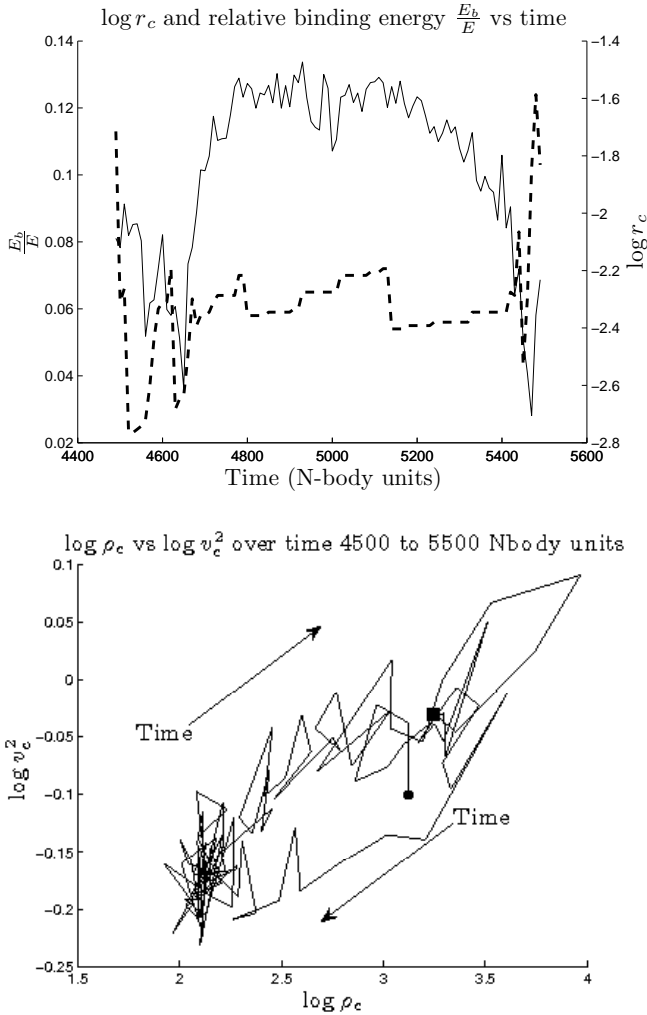 log r_c and relative binding energy E_b/E vs time
0.14
0.12
0.1
0.08
0.06
0.04
0.02
E_b/E
-1.4
-1.6
-1.8
-2
-2.2
-2.4
-2.6
-2.8
log r_c
4400 4600 4800 5000 5200 5400 5600
Time (N-body units)
log ρ_c vs log v_c^2 over time 4500 to 5500 Nbody units
0.1
0.05
0
-0.05
-0.1
-0.15
-0.2
-0.25
log v_c^2
Time
Time
1.5 2 2.5 3 3.5 4
log ρ_c